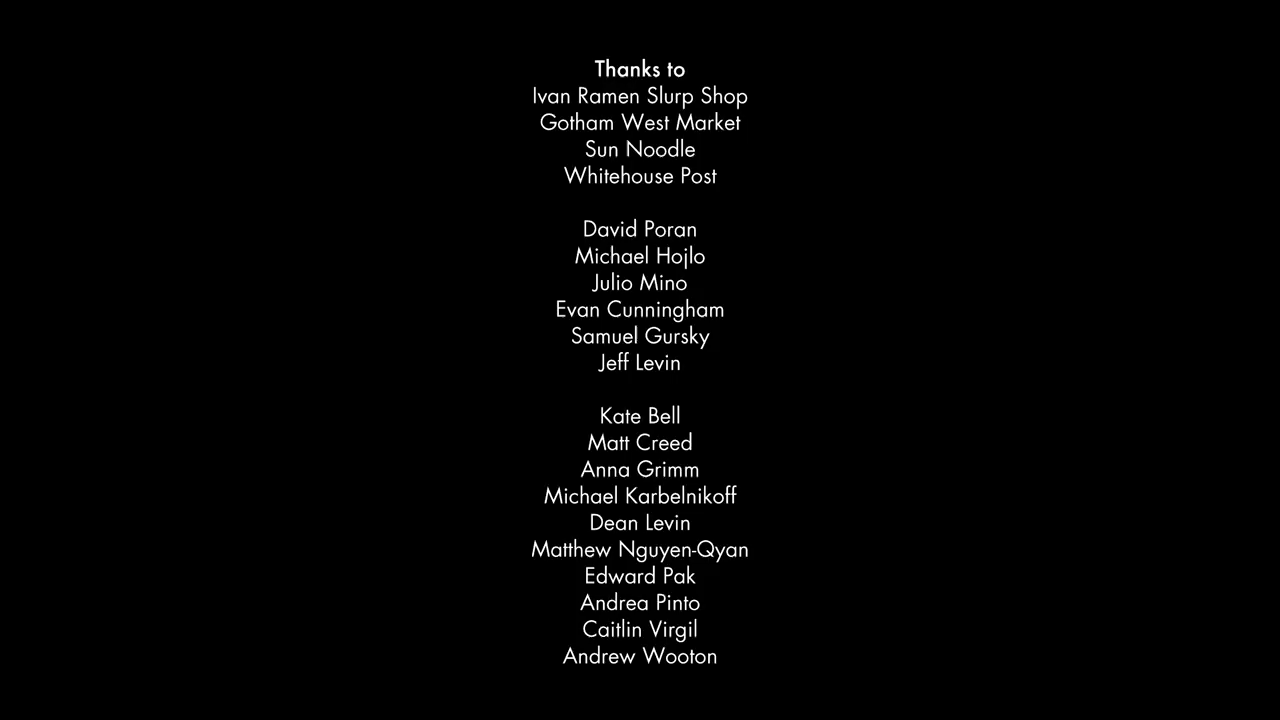 Thanks to
Ivan Ramen Slurp Shop
Gotham West Market
Sun Noodle
Whitehouse Post
David Poran
Michael Hojlo
Julio Mino
Evan Cunningham
Samuel Gursky
Jeff Levin
Kate Bell
Matt Creed
Anna Grimm
Michael Karbelnikoff
Dean Levin
Matthew Nguyen-Qyan
Edward Pak
Andrea Pinto
Caitlin Virgil
Andrew Wooton